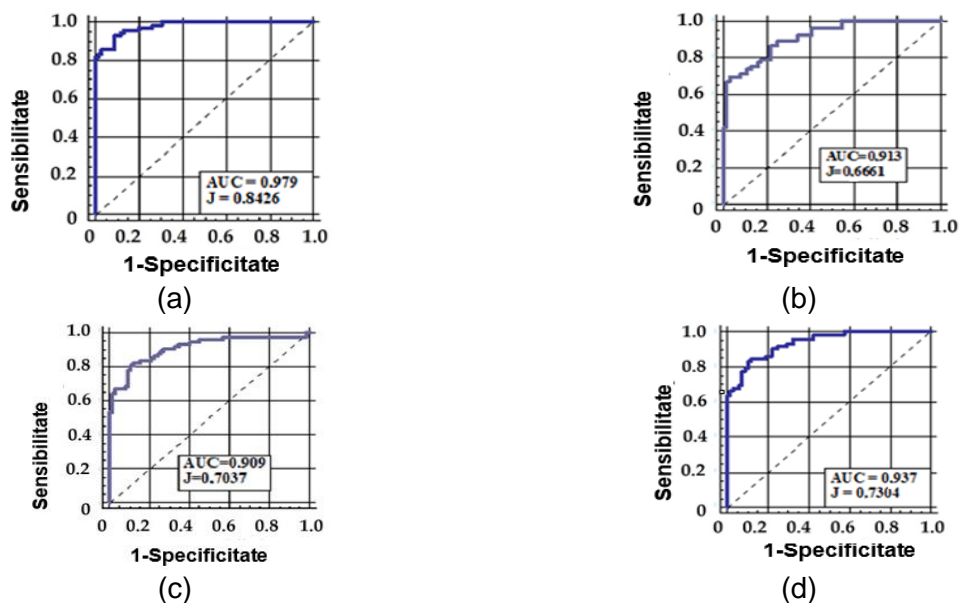 1.0
0.8
0.6
0.4
0.2
0
Sensibilitate
AUC = 0.979
J = 0.8426
0 0.2 0.4 0.6 0.8 1.0
1-Specificitate
(a)
1.0
0.8
0.6
0.4
0.2
0
Sensibilitate
AUC=0.913
J=0.6661
0 0.2 0.4 0.6 0.8 1.0
1-Specificitate
(b)
1.0
0.8
0.6
0.4
0.2
0
Sensibilitate
AUC=0.909
J=0.7037
0 0.2 0.4 0.6 0.8 1.0
1-Specificitate
(c)
1.0
0.8
0.6
0.4
0.2
0
Sensibilitate
AUC = 0.937
J = 0.7304
0 0.2 0.4 0.6 0.8 1.0
1-Specificitate
(d)